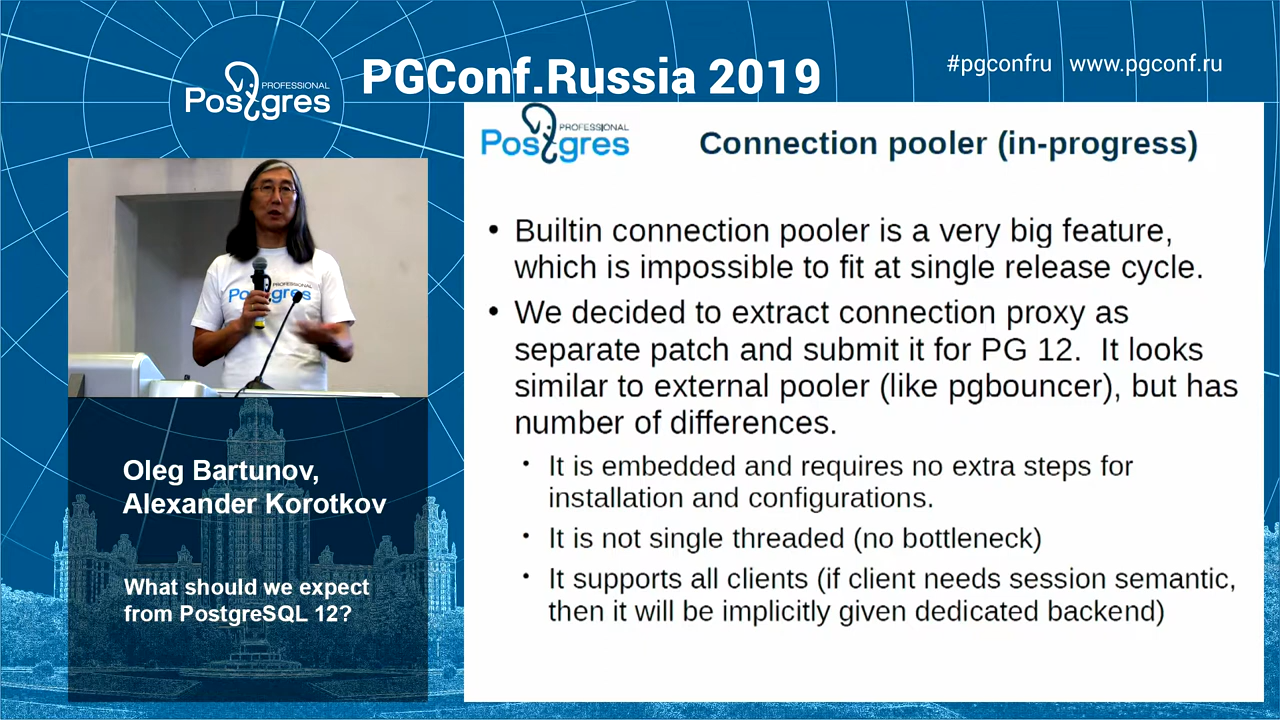 PROFESSIONAL
Postgres
PGConf.Russia 2019
#pgconfru www.pgconf.ru
PROFESSIONAL
Postgres
Connection pooler (in-progress)
• Builtin connection pooler is a very big feature,
which is impossible to fit at single release cycle.
• We decided to extract connection proxy as
separate patch and submit it for PG 12. It looks
similar to external pooler (like pgbouncer), but has
number of differences.
• It is embedded and requires no extra steps for
installation and configurations.
• It is not single threaded (no bottleneck)
• It supports all clients (if client needs session semantic,
then it will be implicitly given dedicated backend)
PROFESSIONAL
Postgres
Oleg Bartunov,
Alexander Korotkov
What should we expect
from PostgreSQL 12?